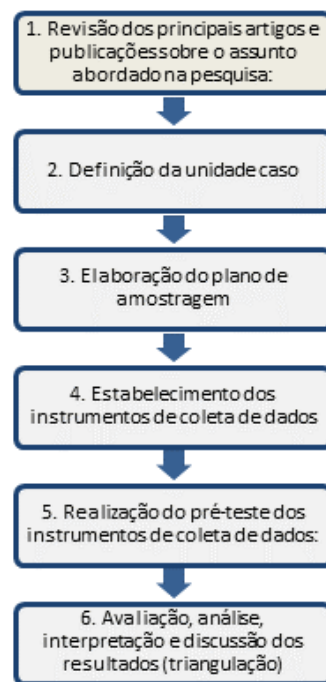 1. Revisão dos principais artigos e
publicações sobre o assunto
abordado na pesquisa:
2. Definição da unidade caso
3. Elaboração do plano de
amostragem
4. Estabelecimento dos
instrumentos de coleta de dados
5. Realização do pré-teste dos
instrumentos de coleta de dados:
6. Avaliação, análise,
interpretação e discussão dos
resultados (triangulação)